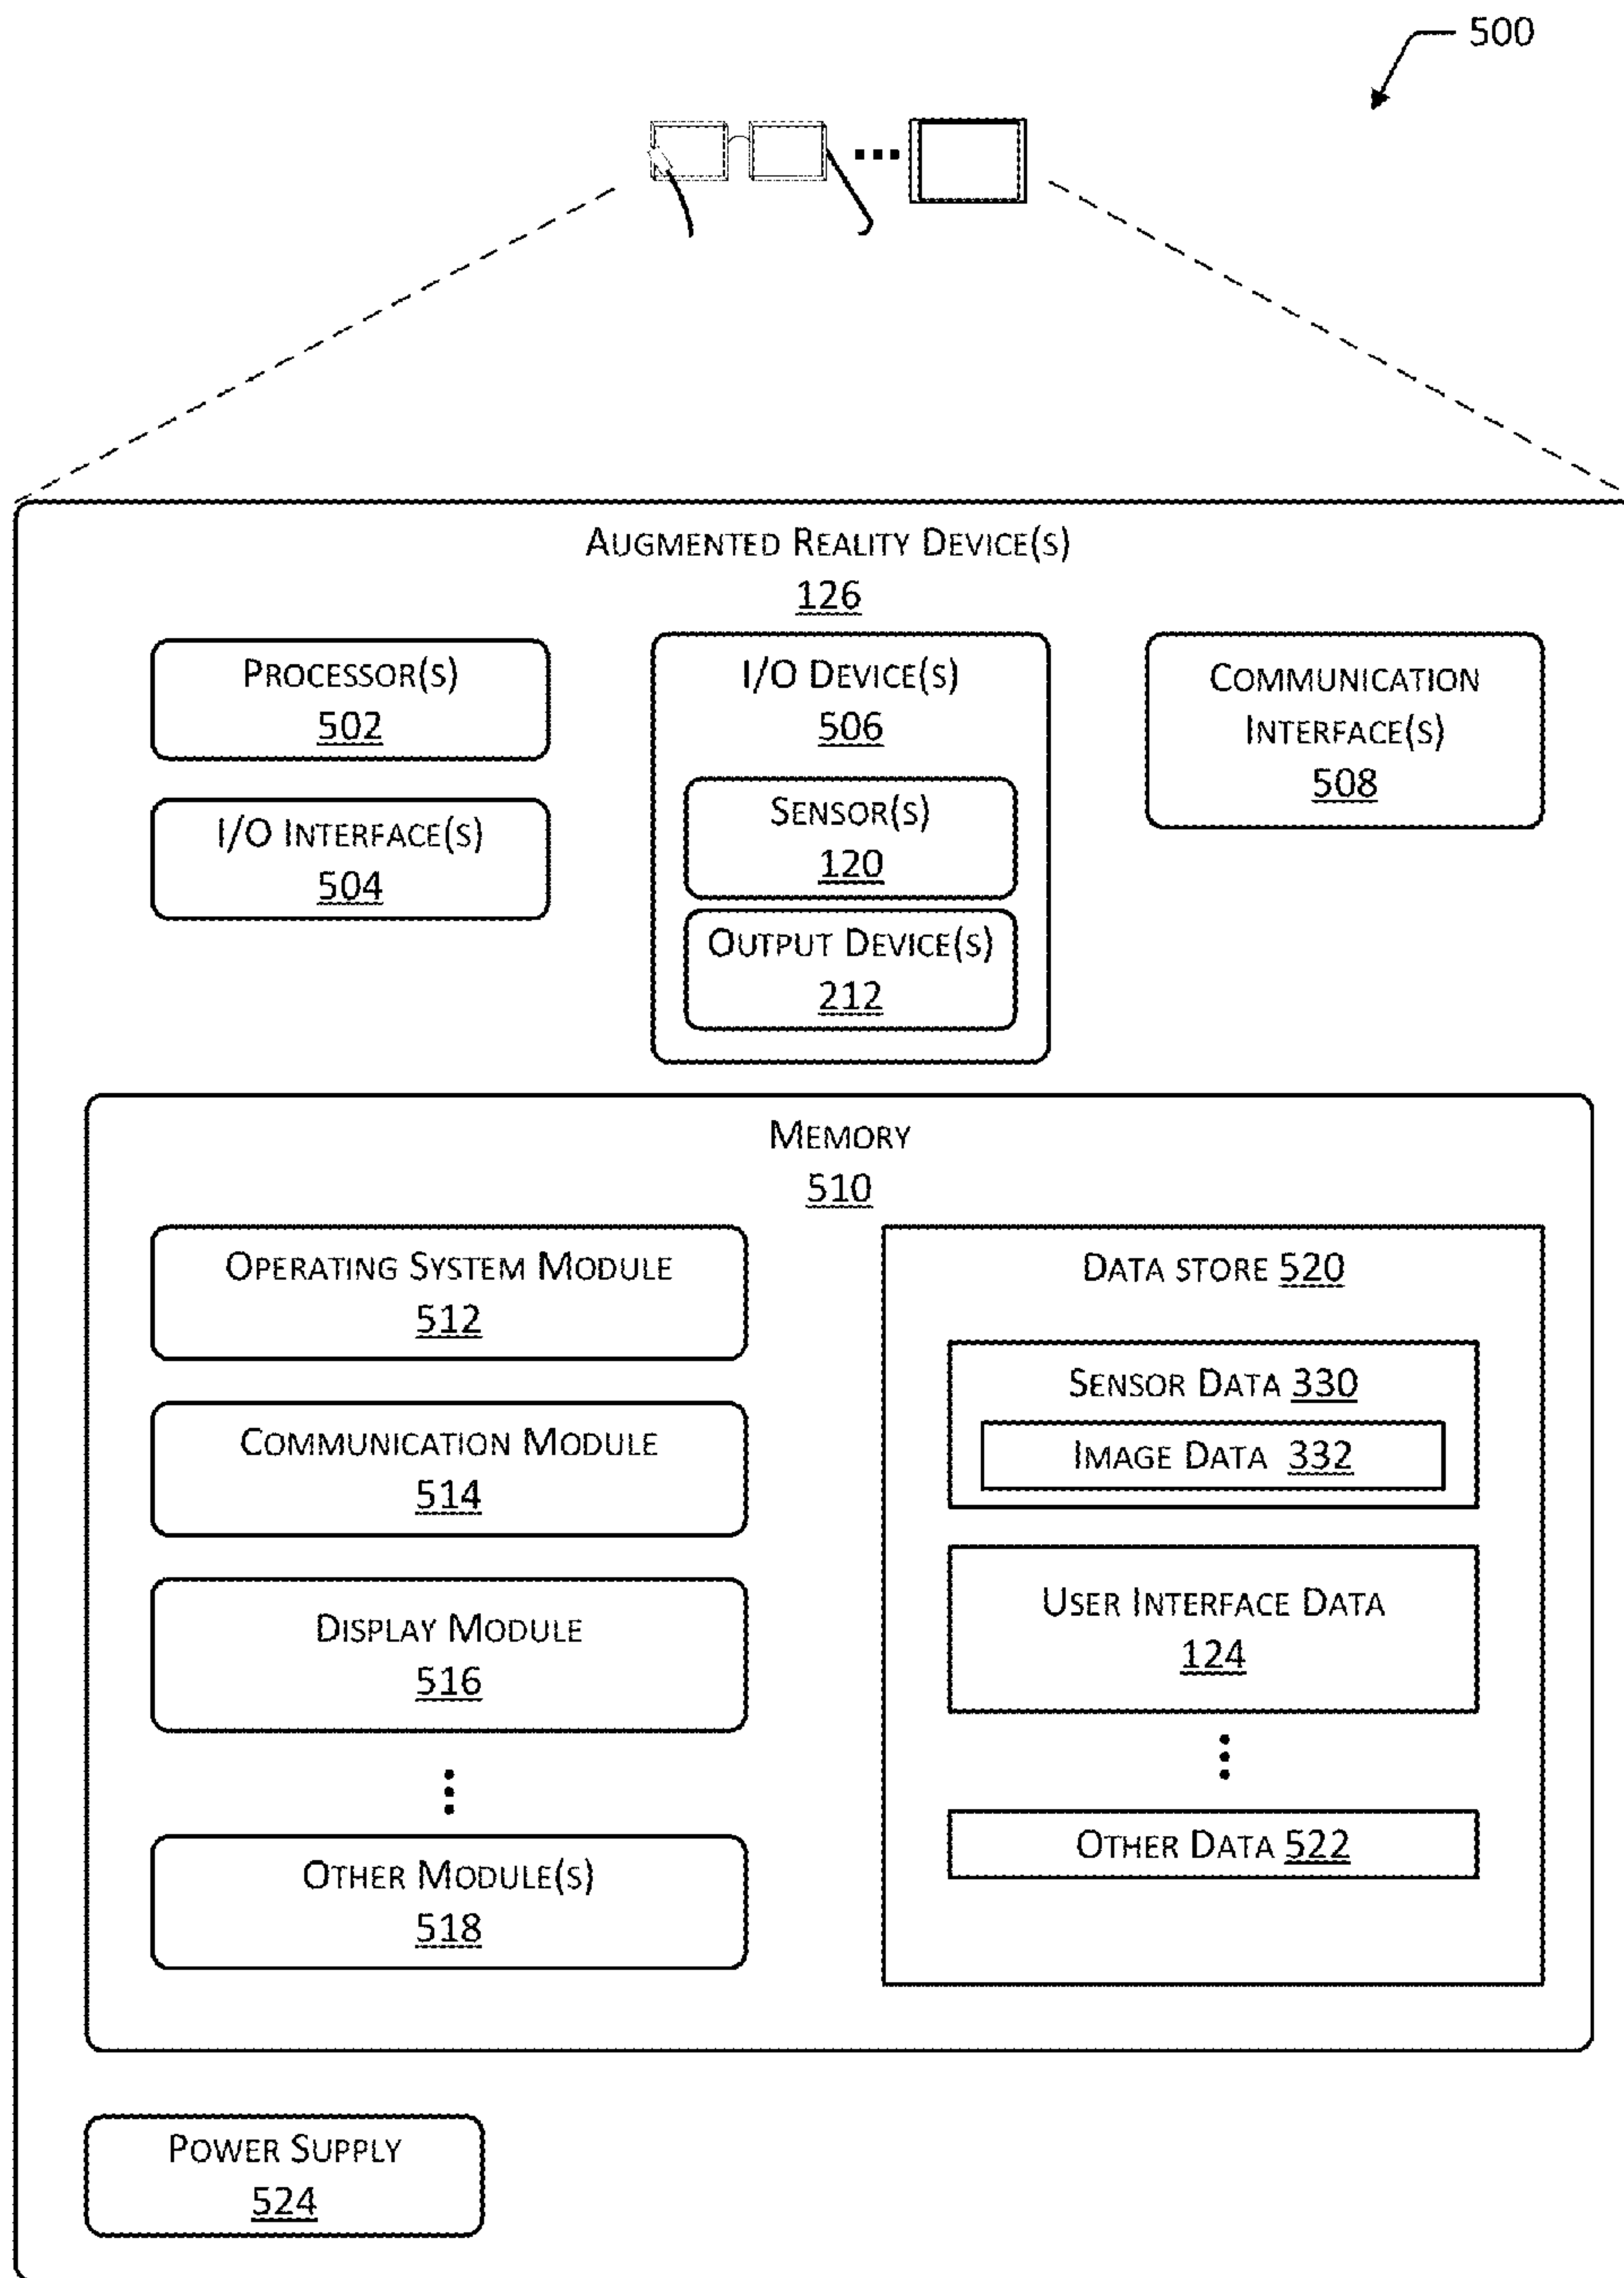 500
Augmented Reality Device(s)
126
Processor(s)
502
I/O Interface(s)
504
I/O Device(s)
506
Sensor(s)
120
Output Device(s)
212
Communication
Interface(s)
508
Memory
510
Operating System Module
512
Communication Module
514
Display Module
516
Other Module(s)
518
Data store 520
Sensor Data 330
Image Data 332
User Interface Data
124
Other Data 522
Power Supply
524